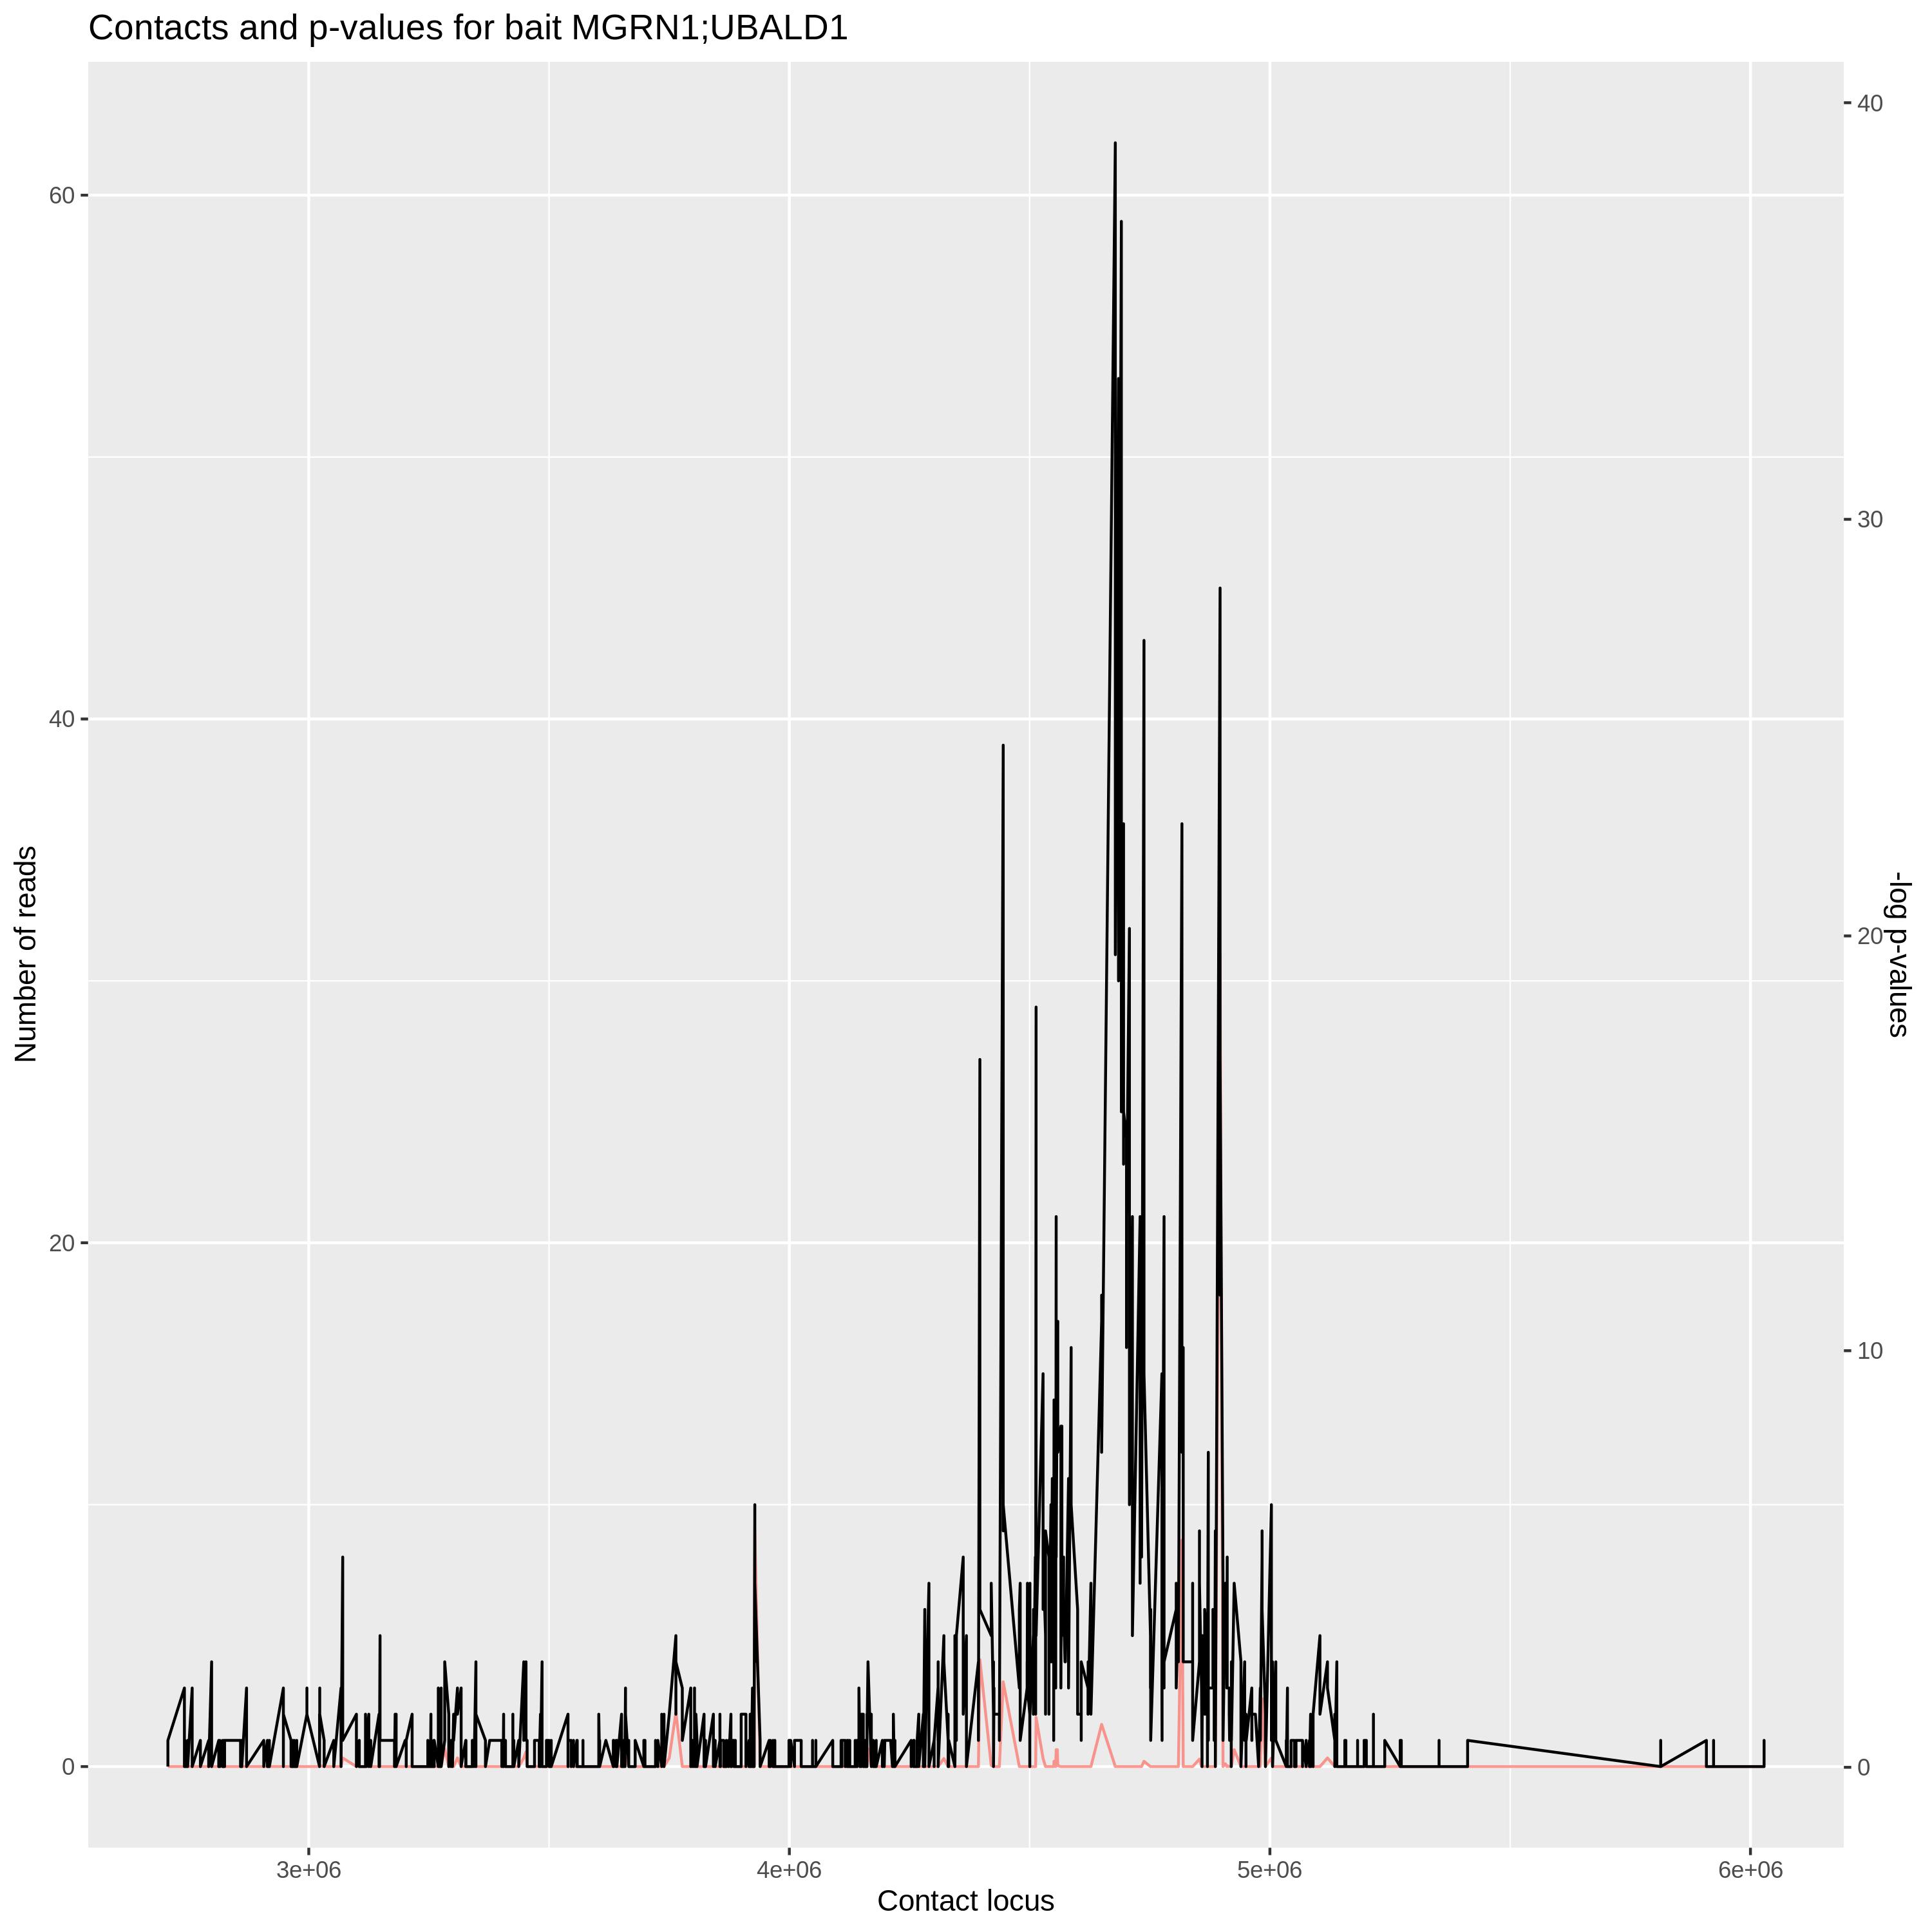 Contacts and p-values for bait MGRN1;UBALD1
60
40
20
0
Number of reads
40
30
20
10
0
-log p-values
3e+06
4e+06
5e+06
6e+06
Contact locus